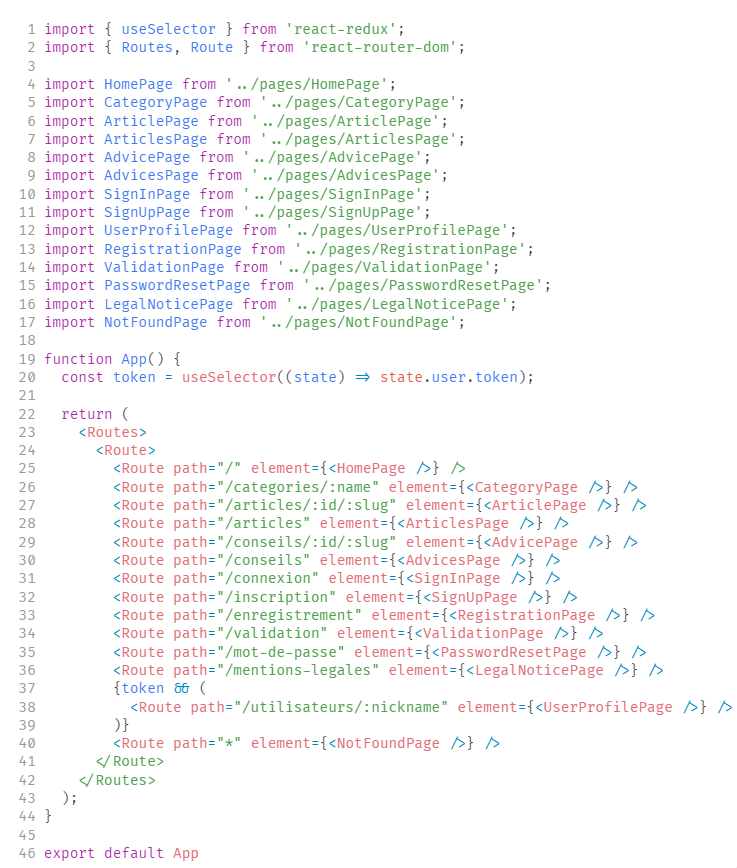 1 import { useSelector } from 'react-redux';
2 import { Routes, Route } from 'react-router-dom';
3
4 import HomePage from '../pages/HomePage';
5 import CategoryPage from '../pages/CategoryPage';
6 import ArticlePage from '../pages/ArticlePage';
7 import ArticlesPage from '../pages/ArticlesPage';
8 import AdvicePage from '../pages/AdvicePage';
9 import AdvicesPage from '../pages/AdvicesPage';
10 import SignInPage from '../pages/SignInPage';
11 import SignUpPage from '../pages/SignUpPage';
12 import UserProfilePage from '../pages/UserProfilePage';
13 import RegistrationPage from '../pages/RegistrationPage';
14 import ValidationPage from '../pages/ValidationPage';
15 import PasswordResetPage from '../pages/PasswordResetPage';
16 import LegalNoticePage from '../pages/LegalNoticePage';
17 import NotFoundPage from '../pages/NotFoundPage';
18
19 function App() {
20   const token = useSelector((state) => state.user.token);
21
22   return (
23     <Routes>
24       <Route>
25         <Route path="/" element={<HomePage />} />
26         <Route path="/categories/:name" element={<CategoryPage />} />
27         <Route path="/articles/:id/:slug" element={<ArticlePage />} />
28         <Route path="/articles" element={<ArticlesPage />} />
29         <Route path="/conseils/:id/:slug" element={<AdvicePage />} />
30         <Route path="/conseils" element={<AdvicesPage />} />
31         <Route path="/connexion" element={<SignInPage />} />
32         <Route path="/inscription" element={<SignUpPage />} />
33         <Route path="/enregistrement" element={<RegistrationPage />} />
34         <Route path="/validation" element={<ValidationPage />} />
35         <Route path="/mot-de-passe" element={<PasswordResetPage />} />
36         <Route path="/mentions-legales" element={<LegalNoticePage />} />
37         {token && (
38           <Route path="/utilisateurs/:nickname" element={<UserProfilePage />} />
39         )}
40         <Route path="*" element={<NotFoundPage />} />
41       </Route>
42     </Routes>
43   );
44 }
45
46 export default App